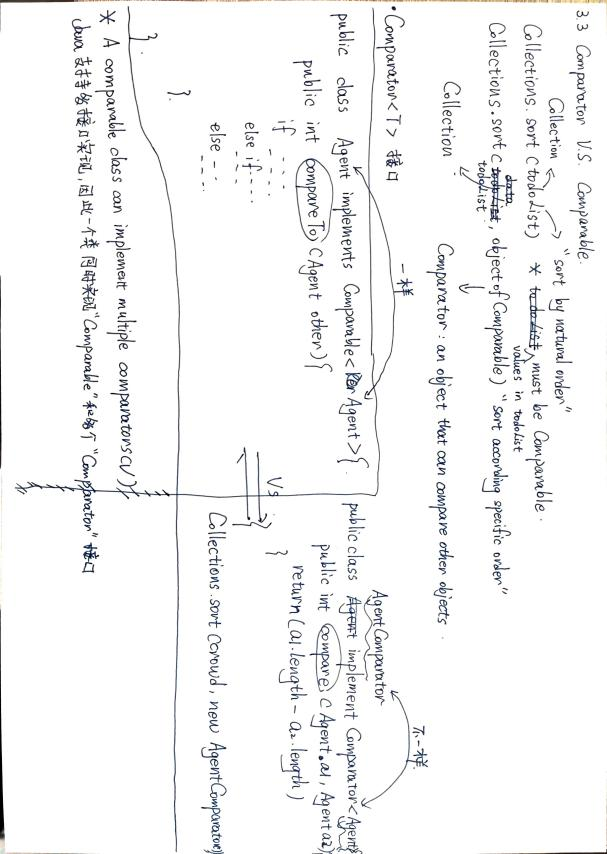 3.3 Comparator V.S. Comparable.
Collection "sort by natural order"
Collections.sort (todoList) * todoList must be Comparable.
values in todoList
data
Collections.sort (todoList, object of Comparable) "sort according specific order"
todoList
Collection Comparator: an object that can compare other objects.
• Comparator<T> 接口
一样
不一样
public class Agent implements Comparable<Agent>{
public int compareTo (Agent other){
if ----
else if ----
else ----
}
}
Vs
AgentComparator
public class Agent implement Comparator<Agent>{
public int compare (Agent a1, Agent a2)
return (a1.length - a2.length)
}
}
Collections.sort (crowd, new AgentComparator)
* A comparable class can implement multiple comparators (V)
Java 支持多接口实现, 因此一个类同时实现 "Comparable" 和多个 "Comparator" 接口